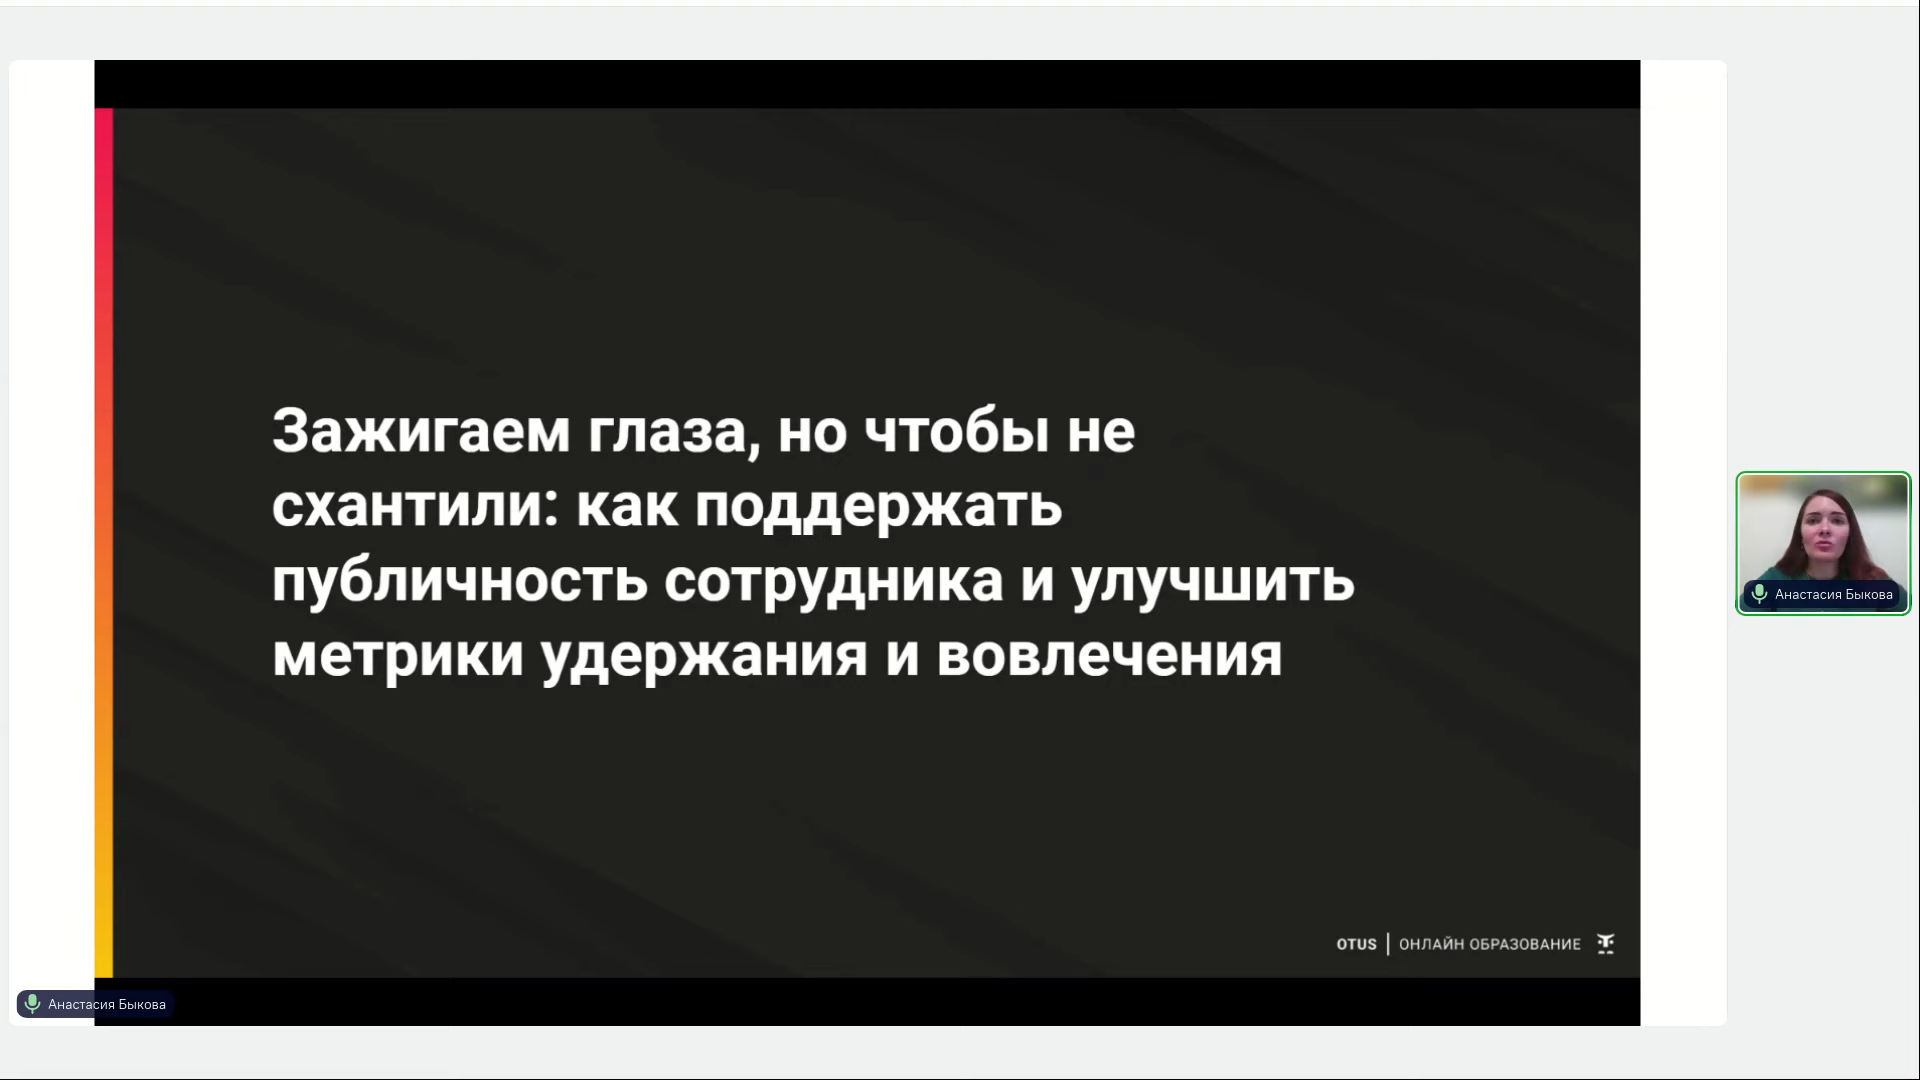 Зажигаем глаза, но чтобы не
схантили: как поддержать
публичность сотрудника и улучшить
метрики удержания и вовлечения
Анастасия Быкова
OTUS | ОНЛАЙН ОБРАЗОВАНИЕ
Анастасия Быкова